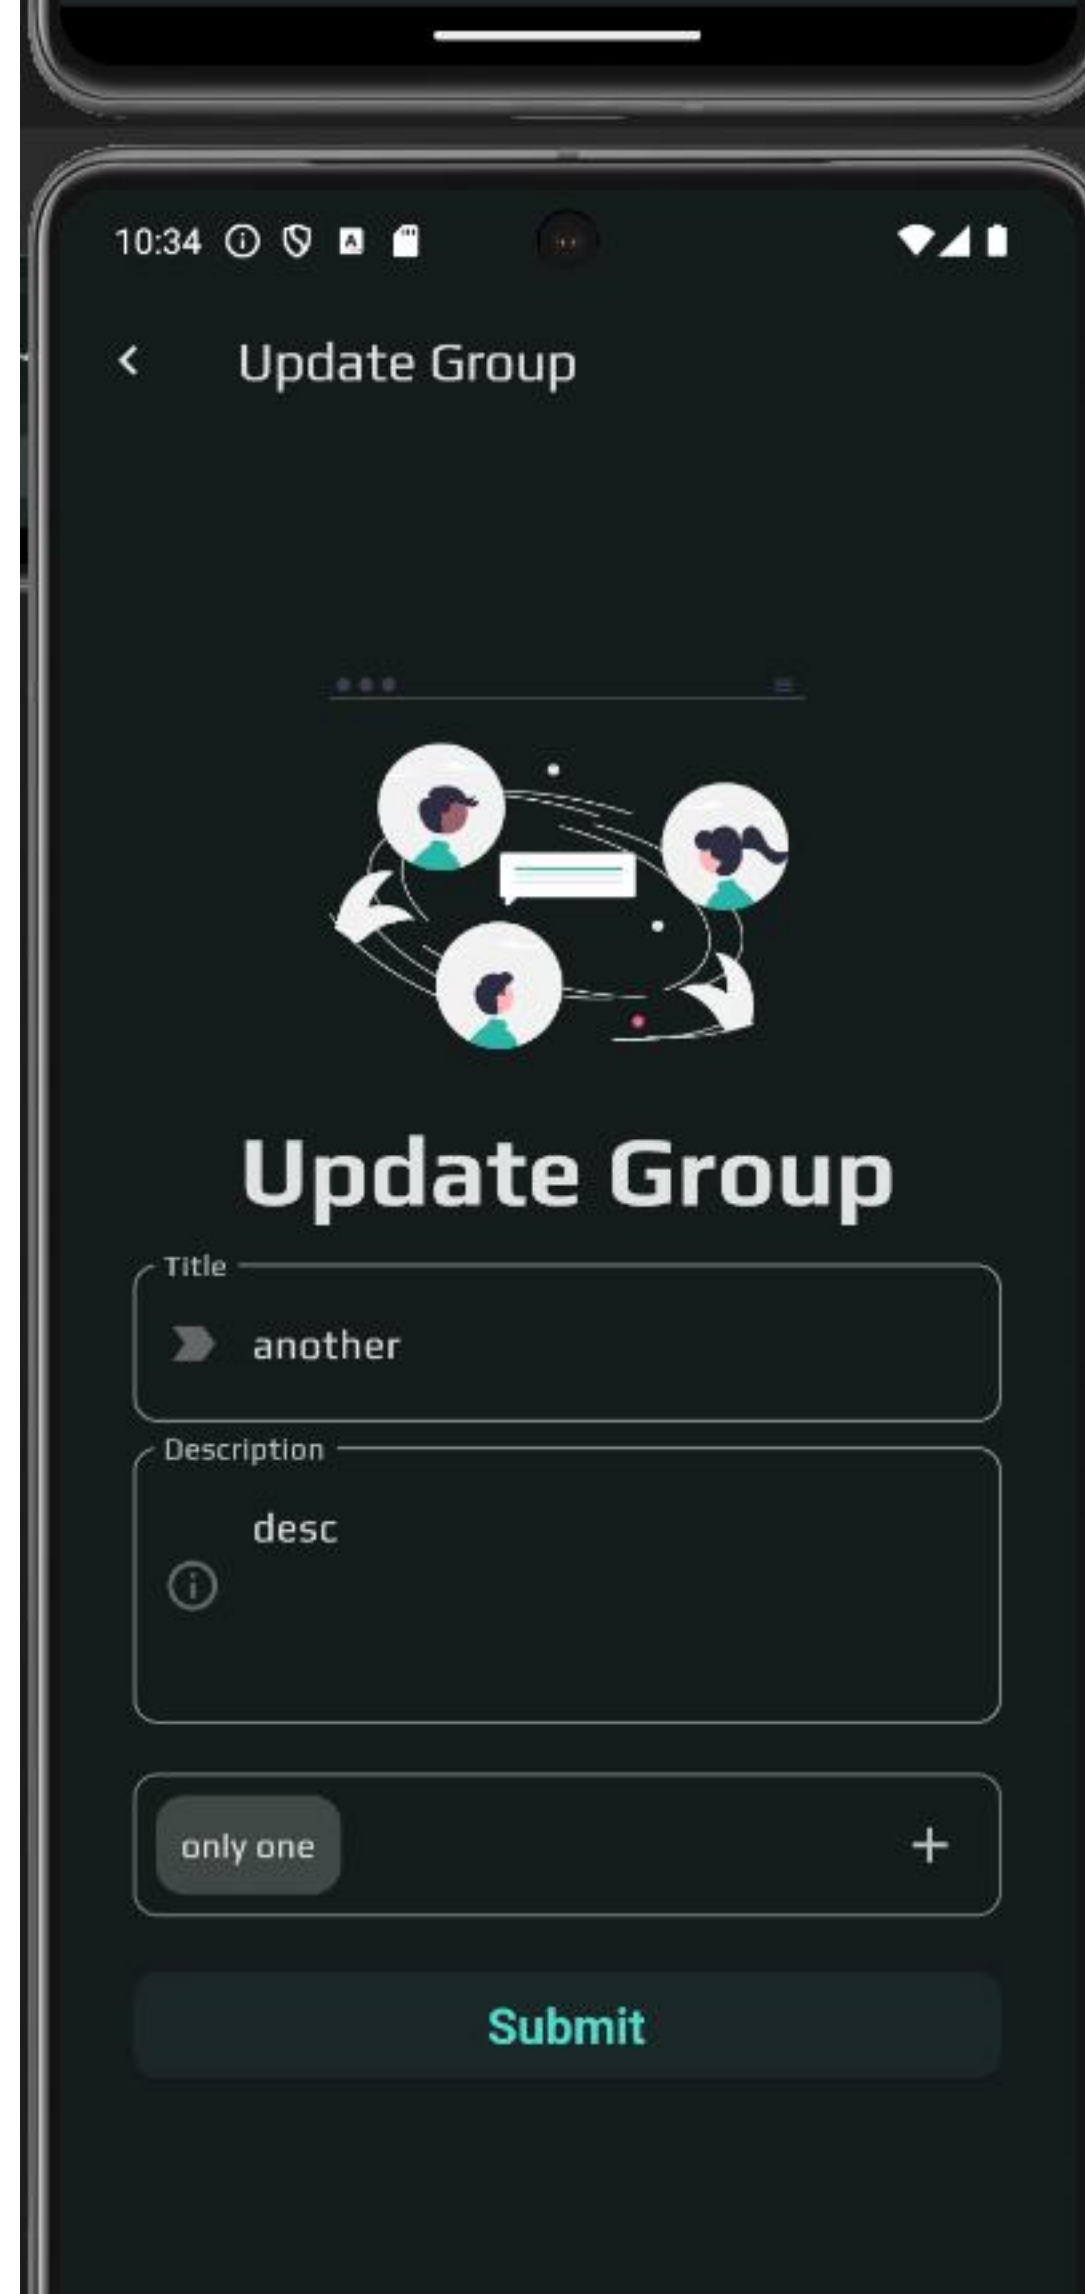 10:34
Update Group
Update Group
Title
another
Description
desc
only one
Submit